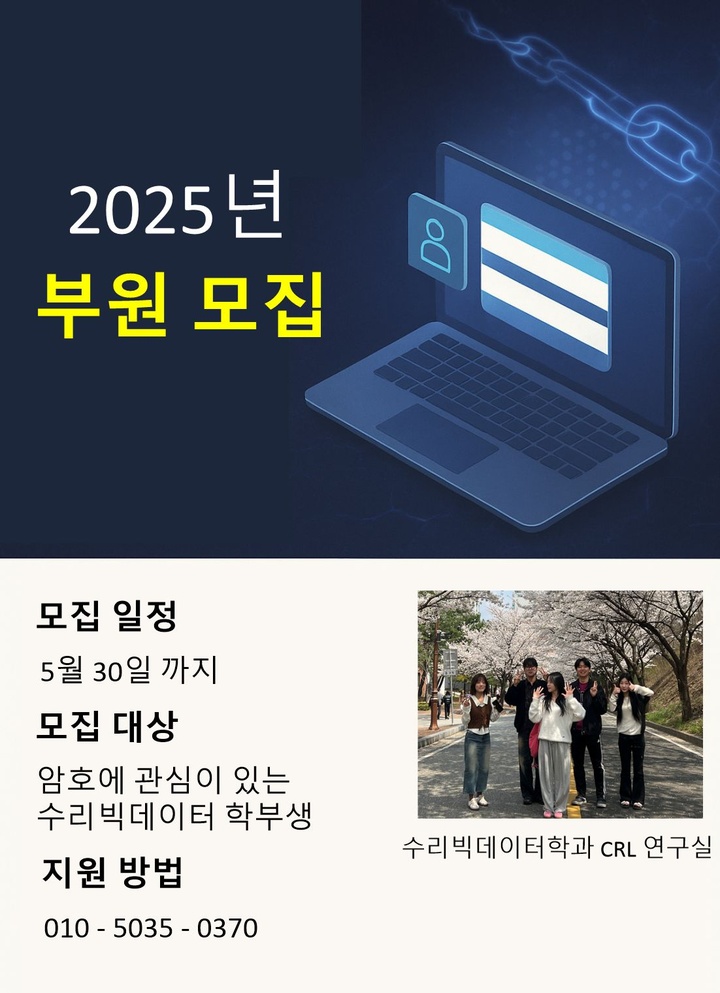 2025년
부원 모집
모집 일정
5월 30일 까지
모집 대상
암호에 관심이 있는
수리빅데이터 학부생
지원 방법
010 - 5035 - 0370
수리빅데이터학과 CRL 연구실